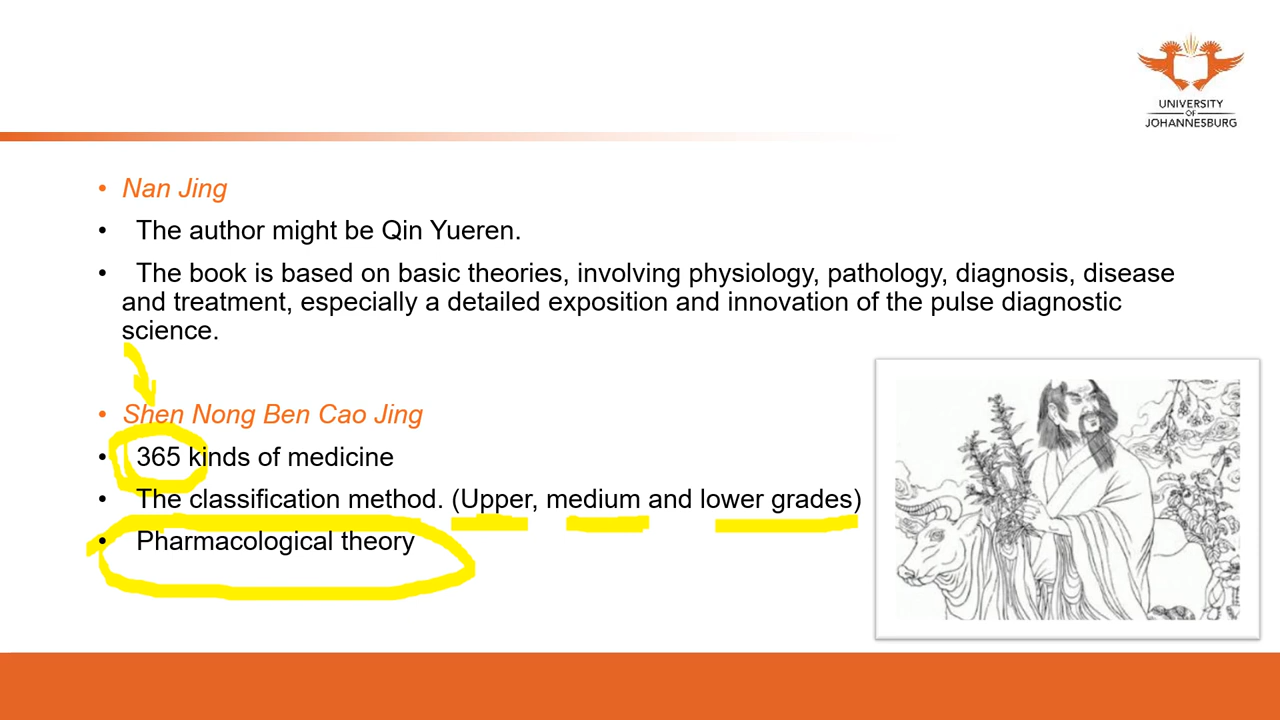 UNIVERSITY
OF
JOHANNESBURG
• Nan Jing
• The author might be Qin Yueren.
• The book is based on basic theories, involving physiology, pathology, diagnosis, disease
and treatment, especially a detailed exposition and innovation of the pulse diagnostic
science.
• Shen Nong Ben Cao Jing
• 365 kinds of medicine
• The classification method. (Upper, medium and lower grades)
• Pharmacological theory